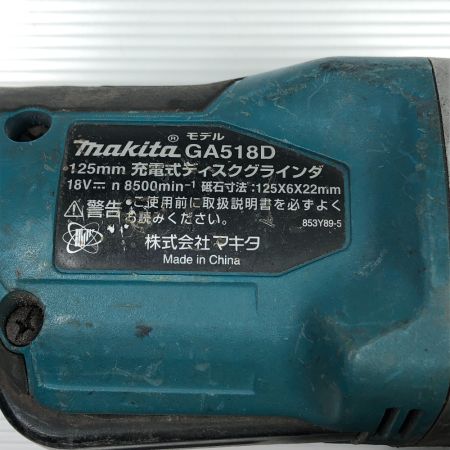 モデル
makita® GA518D
125mm 充電式ディスクグラインダ
18V⎓ n 8500min⁻¹ 砥石寸法:125X6X22mm
⚠警告 •ご使用前に取扱説明書を必ずよく
お読みください。
853Y89-5
株式会社マキタ
Made in China